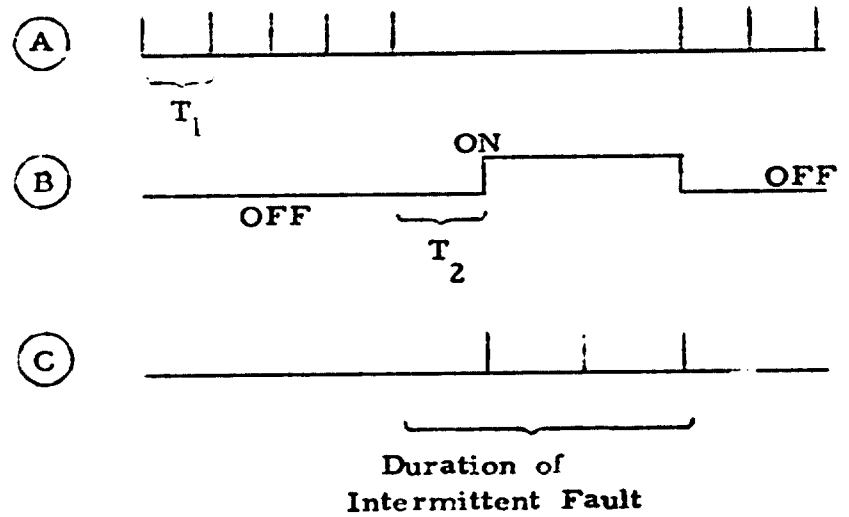 A
T1
ON
B
OFF
OFF
T2
C
Duration of
Intermittent Fault